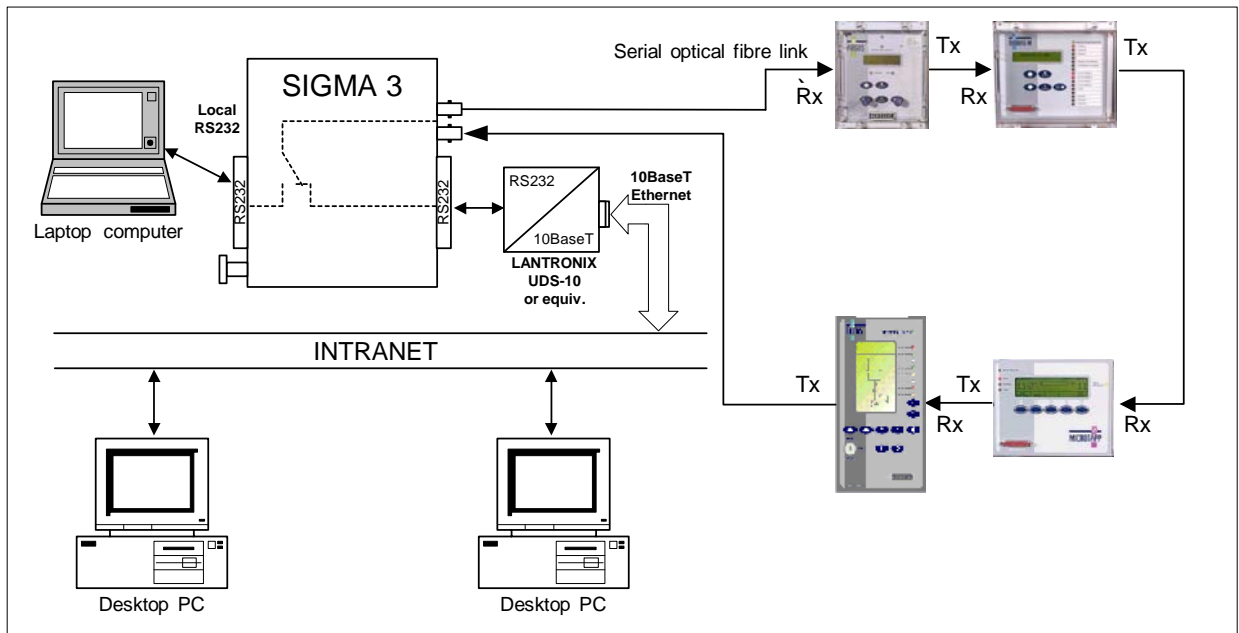 SIGMA 3
Serial optical fibre link
Rx
Tx
Rx
Tx
Local
RS232
RS232
RS232
RS232
10BaseT
10BaseT
Ethernet
LANTRONIX
UDS-10
or equiv.
Laptop computer
INTRANET
Tx
Rx
Tx
Rx
MICROTAPP
Desktop PC
Desktop PC